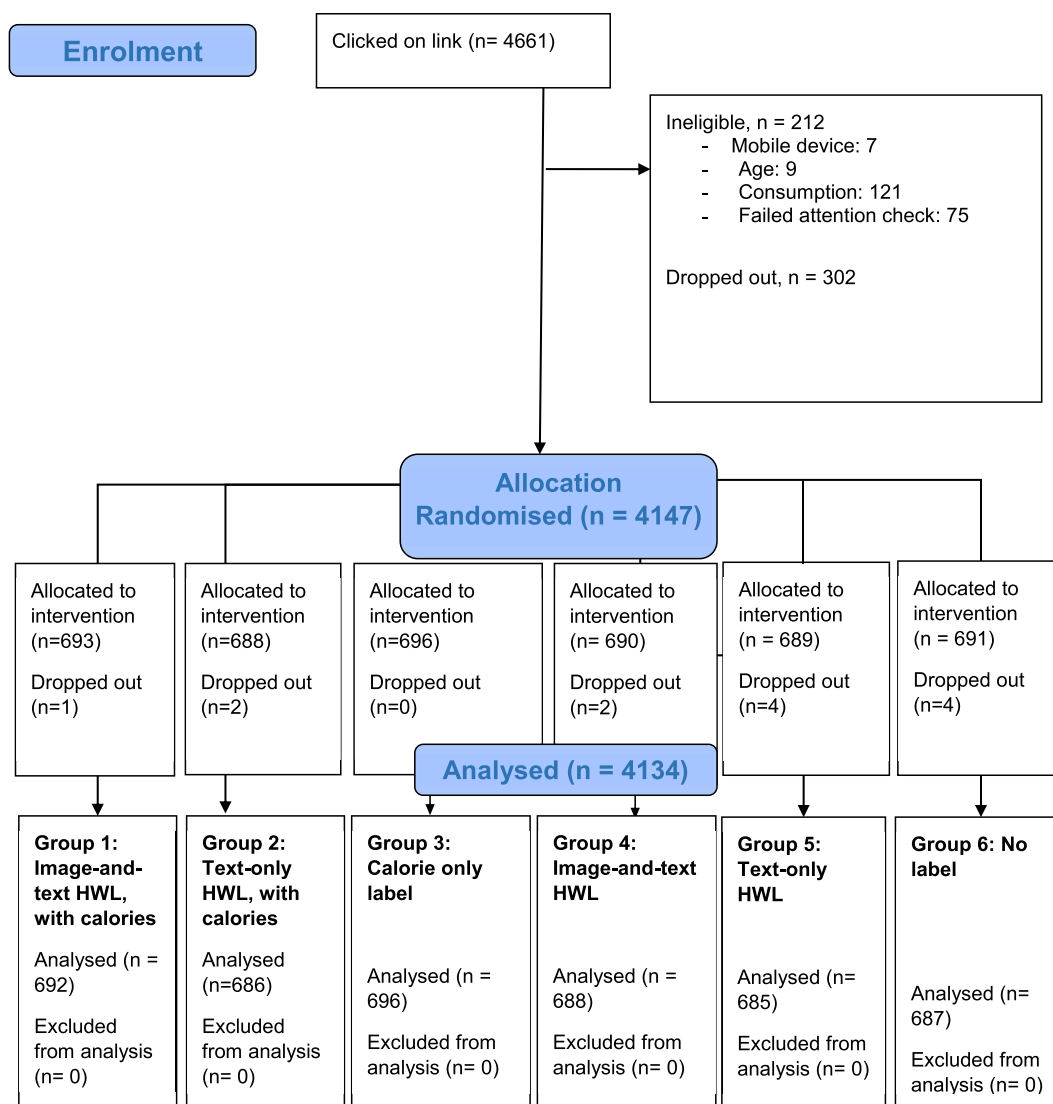 Enrolment
Clicked on link (n= 4661)
Ineligible, n = 212
- Mobile device: 7
- Age: 9
- Consumption: 121
- Failed attention check: 75
Dropped out, n = 302
Allocation
Randomised (n = 4147)
Allocated to
intervention
(n=693)
Dropped out
(n=1)
Allocated to
intervention
(n=688)
Dropped out
(n=2)
Allocated to
intervention
(n=696)
Dropped out
(n=0)
Allocated to
intervention
(n= 690)
Dropped out
(n=2)
Allocated to
intervention
(n = 689)
Dropped out
(n=4)
Allocated to
intervention
(n = 691)
Dropped out
(n=4)
Analysed (n = 4134)
Group 1:
Image-and-
text HWL,
with calories
Analysed (n =
692)
Excluded
from analysis
(n= 0)
Group 2:
Text-only
HWL, with
calories
Analysed
(n=686)
Excluded
from analysis
(n= 0)
Group 3:
Calorie only
label
Analysed (n =
696)
Excluded from
analysis (n= 0)
Group 4:
Image-and-text
HWL
Analysed (n =
688)
Excluded from
analysis (n= 0)
Group 5:
Text-only
HWL
Analysed (n=
685)
Excluded from
analysis (n= 0)
Group 6: No
label
Analysed (n=
687)
Excluded from
analysis (n= 0)